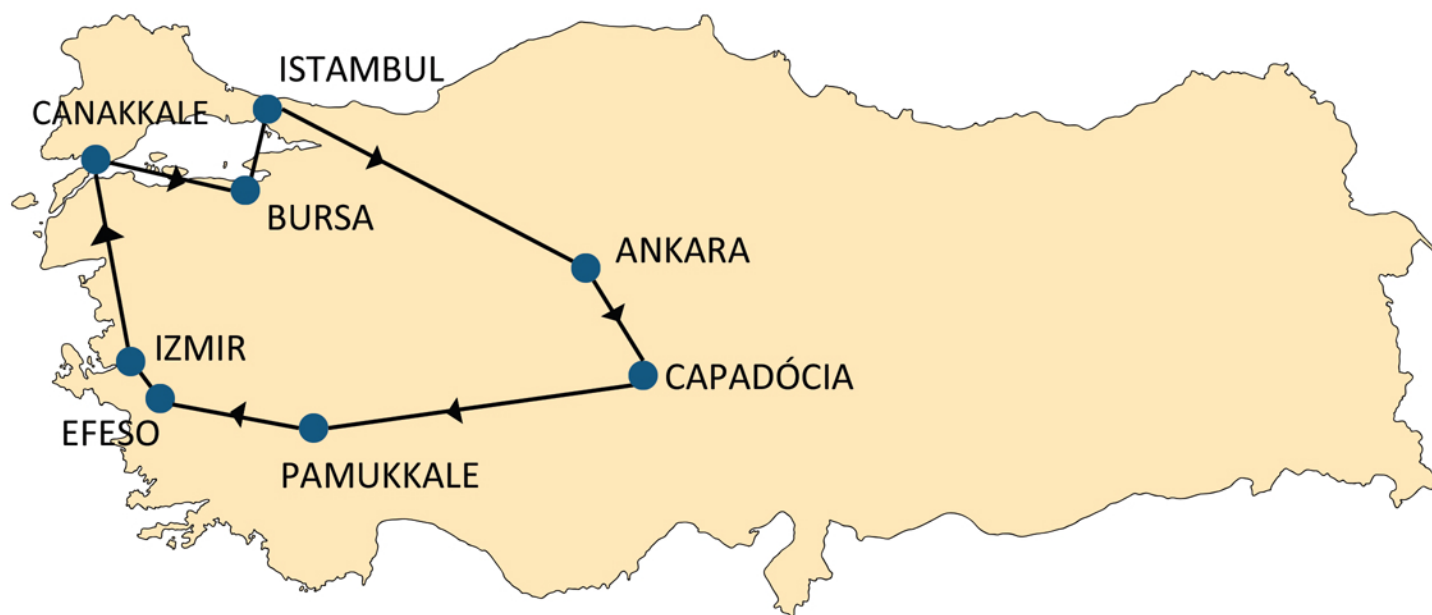 ISTAMBUL
CANAKKALE
BURSA
ANKARA
IZMIR
CAPADÓCIA
EFESO
PAMUKKALE